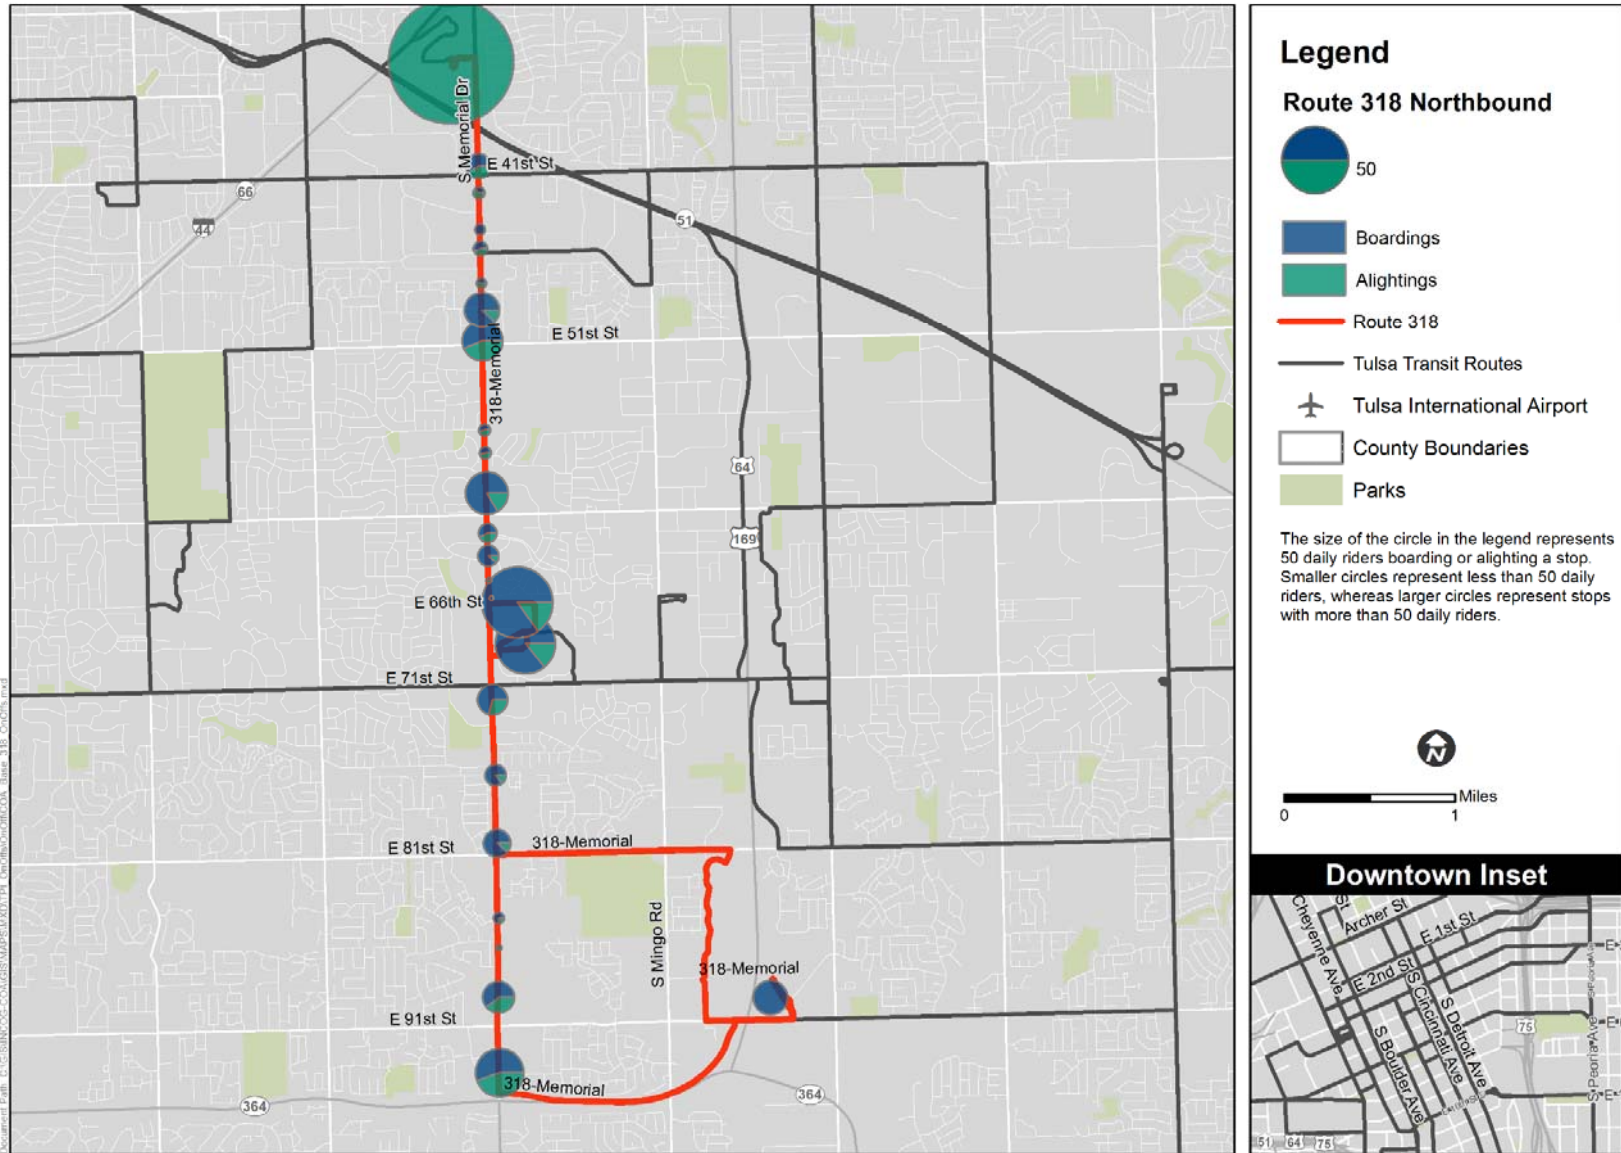 S Memorial Dr
E 41st St
66
44
51
E 51st St
318-Memorial
64
169
E 66th St
E 71st St
E 81st St
318-Memorial
S Mingo Rd
318-Memorial
E 91st St
318-Memorial
364
364
Legend
Route 318 Northbound
50
Boardings
Alightings
Route 318
Tulsa Transit Routes
Tulsa International Airport
County Boundaries
Parks
The size of the circle in the legend represents
50 daily riders boarding or alighting a stop.
Smaller circles represent less than 50 daily
riders, whereas larger circles represent stops
with more than 50 daily riders.
N
Miles
0
1
Downtown Inset
St
Archer St
Cheyenne Ave
E 1st St
E 2nd St
S Cincinnati Ave
S Detroit Ave
S Boulder Ave
S Peoria Ave
75
E
E
E
51
64
75